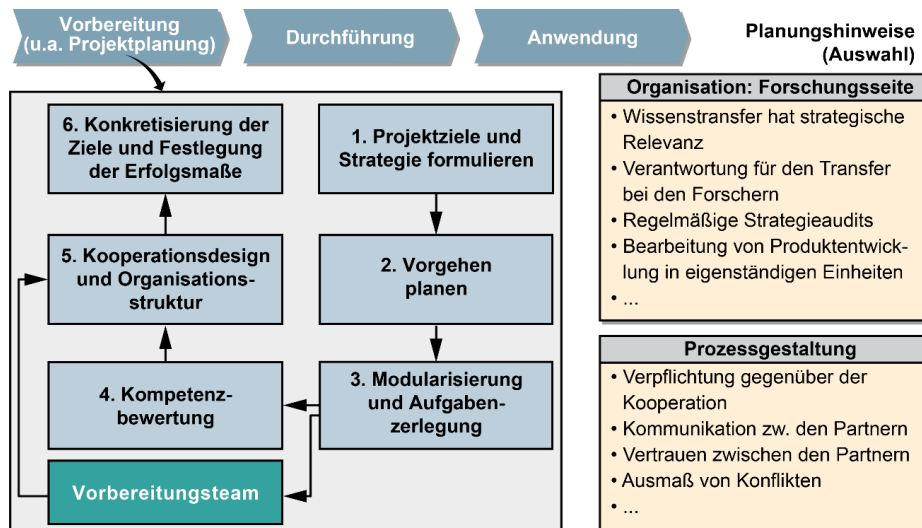 Vorbereitung
(u.a. Projektplanung)
Durchführung
Anwendung
Planungshinweise
(Auswahl)
6. Konkretisierung der
Ziele und Festlegung
der Erfolgsmaße
1. Projektziele und
Strategie formulieren
5. Kooperationsdesign
und Organisations-
struktur
2. Vorgehen
planen
4. Kompetenz-
bewertung
3. Modularisierung
und Aufgaben-
zerlegung
Vorbereitungsteam
Organisation: Forschungsseite
• Wissenstransfer hat strategische
Relevanz
• Verantwortung für den Transfer
bei den Forschern
• Regelmäßige Strategieaudits
• Bearbeitung von Produktentwick-
lung in eigenständigen Einheiten
• ...
Prozessgestaltung
• Verpflichtung gegenüber der
Kooperation
• Kommunikation zw. den Partnern
• Vertrauen zwischen den Partnern
• Ausmaß von Konflikten
• ...